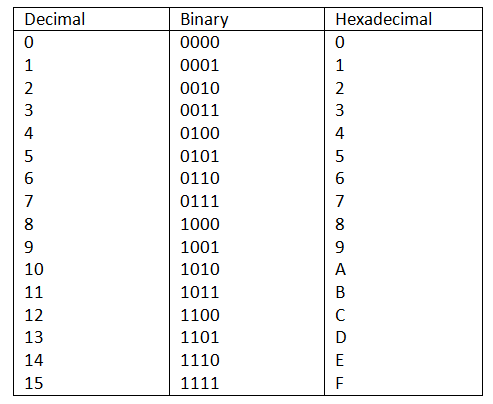 Decimal Binary Hexadecimal
0 0000 0
1 0001 1
2 0010 2
3 0011 3
4 0100 4
5 0101 5
6 0110 6
7 0111 7
8 1000 8
9 1001 9
10 1010 A
11 1011 B
12 1100 C
13 1101 D
14 1110 E
15 1111 F